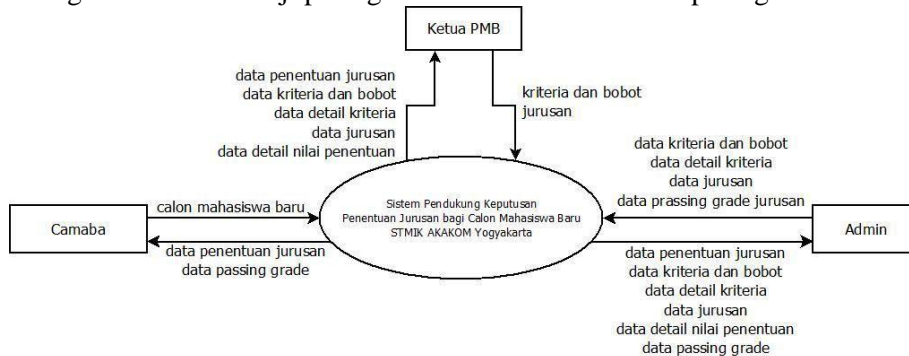 Ketua PMB
data penentuan jurusan
data kriteria dan bobot
data detail kriteria
data jurusan
data detail nilai penentuan
kriteria dan bobot
jurusan
data kriteria dan bobot
data detail kriteria
data jurusan
data prassing grade jurusan
Camaba
calon mahasiswa baru
data penentuan jurusan
data passing grade
Sistem Pendukung Keputusan
Penentuan Jurusan bagi Calon Mahasiswa Baru
STMIK AKAKOM Yogyakarta
Admin
data penentuan jurusan
data kriteria dan bobot
data detail kriteria
data jurusan
data detail nilai penentuan
data passing grade